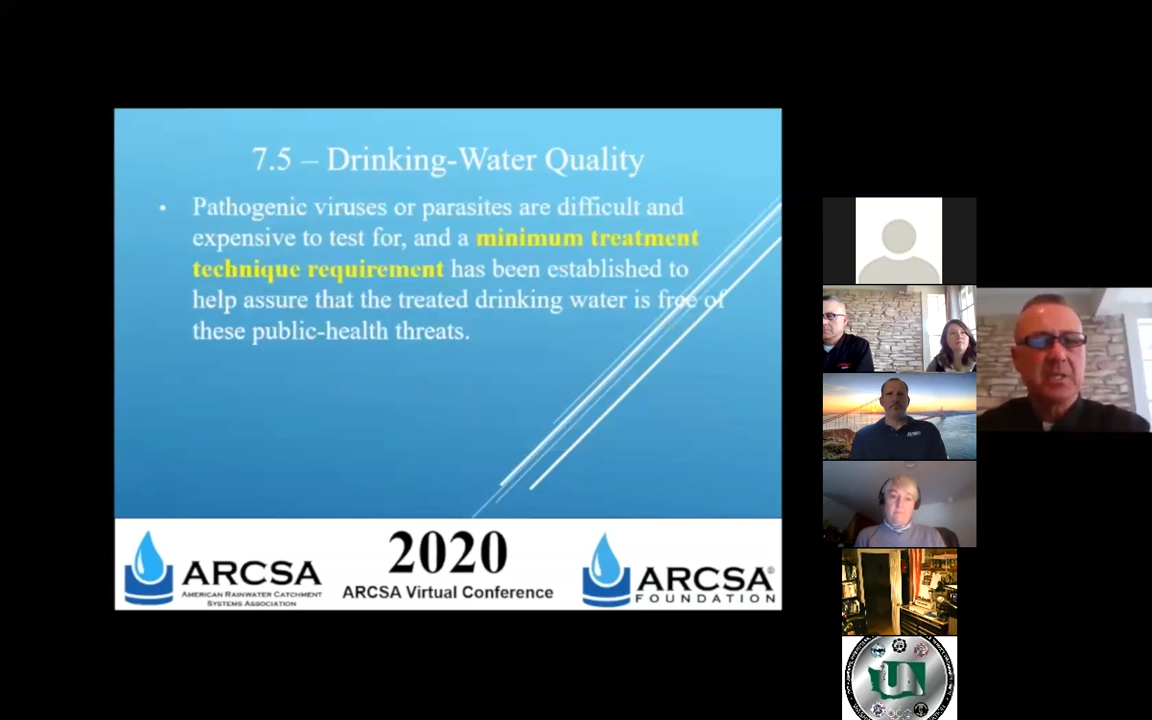 7.5 – Drinking-Water Quality
• Pathogenic viruses or parasites are difficult and
expensive to test for, and a minimum treatment
technique requirement has been established to
help assure that the treated drinking water is free of
these public-health threats.
ARCSA
AMERICAN RAINWATER CATCHMENT
SYSTEMS ASSOCIATION
2020
ARCSA Virtual Conference
ARCSA®
FOUNDATION
U